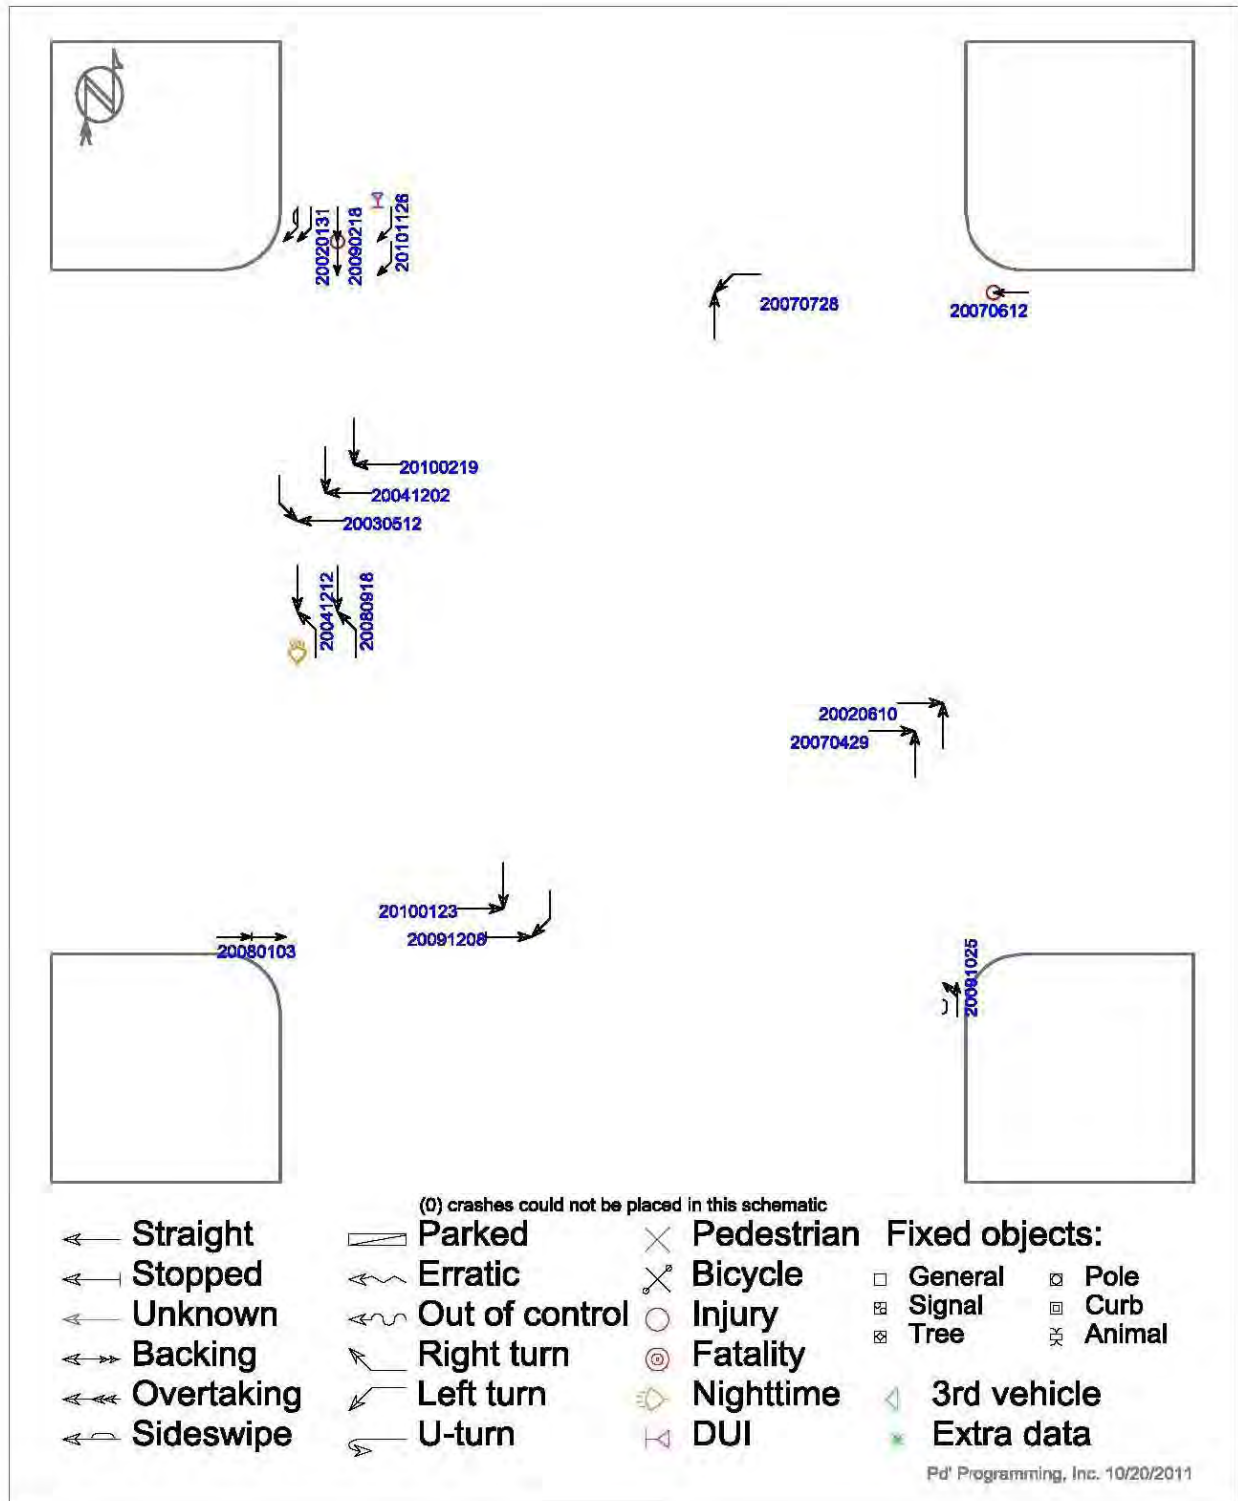 20020131
20090218
20101126
20070728
20070612
20100219
20041202
20030512
20041212
20080918
20020610
20070429
20100123
20091208
20080103
20091025
(0) crashes could not be placed in this schematic
Straight Parked Pedestrian Fixed objects:
Stopped Erratic Bicycle General Pole
Unknown Out of control Injury Signal Curb
Backing Right turn Fatality Tree Animal
Overtaking Left turn Nighttime 3rd vehicle
Sideswipe U-turn DUI Extra data
Pd' Programming, Inc. 10/20/2011